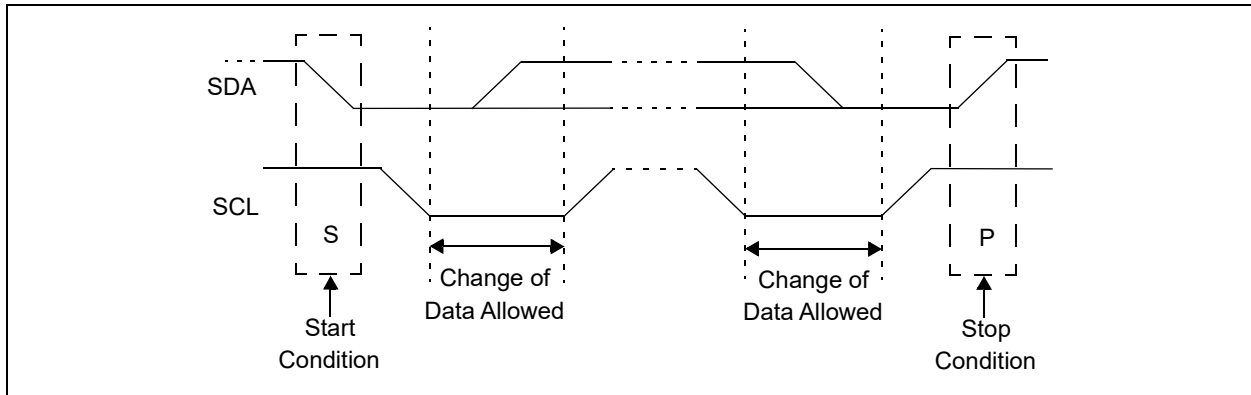 SDA
SCL
S
P
Change of
Data Allowed
Change of
Data Allowed
Start
Condition
Stop
Condition